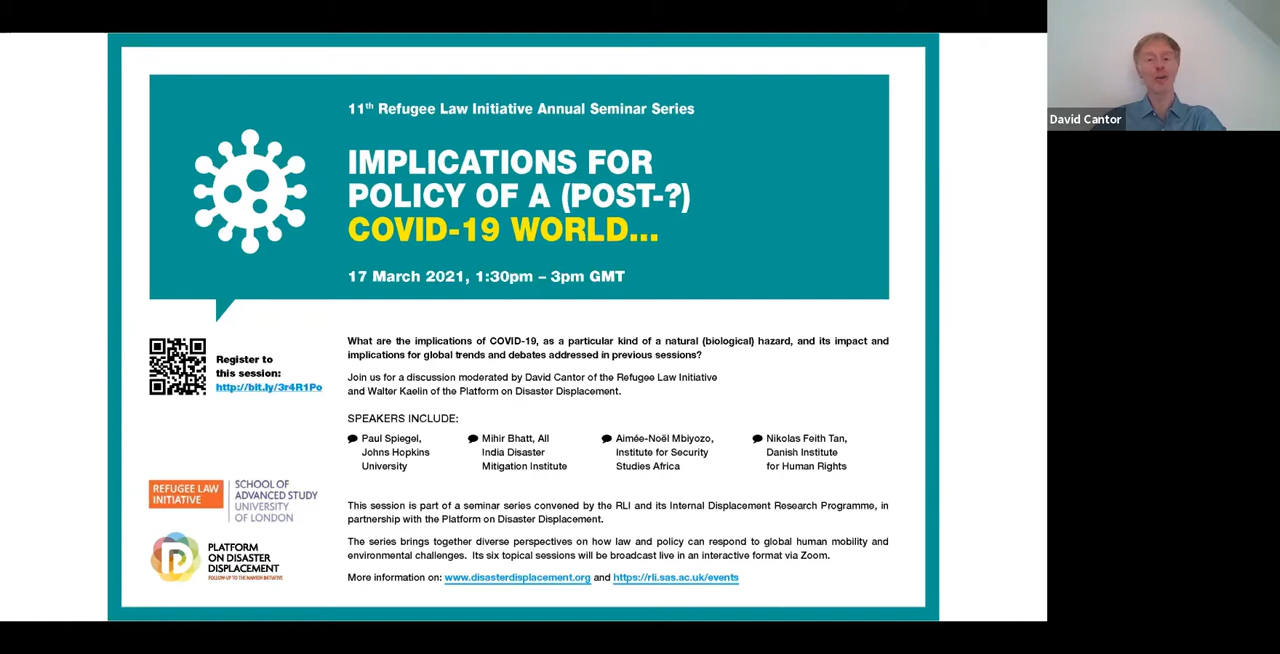 11th Refugee Law Initiative Annual Seminar Series
IMPLICATIONS FOR
POLICY OF A (POST-?)
COVID-19 WORLD...
17 March 2021, 1:30pm – 3pm GMT
Register to
this session:
http://bit.ly/3r4R1Po
What are the implications of COVID-19, as a particular kind of a natural (biological) hazard, and its impact and
implications for global trends and debates addressed in previous sessions?
Join us for a discussion moderated by David Cantor of the Refugee Law Initiative
and Walter Kaelin of the Platform on Disaster Displacement.
SPEAKERS INCLUDE:
Paul Spiegel,
Johns Hopkins
University
Mihir Bhatt, All
India Disaster
Mitigation Institute
Aimée-Noël Mbiyozo,
Institute for Security
Studies Africa
Nikolas Feith Tan,
Danish Institute
for Human Rights
REFUGEE LAW
INITIATIVE
SCHOOL OF
ADVANCED STUDY
UNIVERSITY
OF LONDON
PLATFORM
ON DISASTER
DISPLACEMENT
FOLLOW-UP TO THE NANSEN INITIATIVE
This session is part of a seminar series convened by the RLI and its Internal Displacement Research Programme, in
partnership with the Platform on Disaster Displacement.
The series brings together diverse perspectives on how law and policy can respond to global human mobility and
environmental challenges. Its six topical sessions will be broadcast live in an interactive format via Zoom.
More information on: www.disasterdisplacement.org and https://rli.sas.ac.uk/events
David Cantor